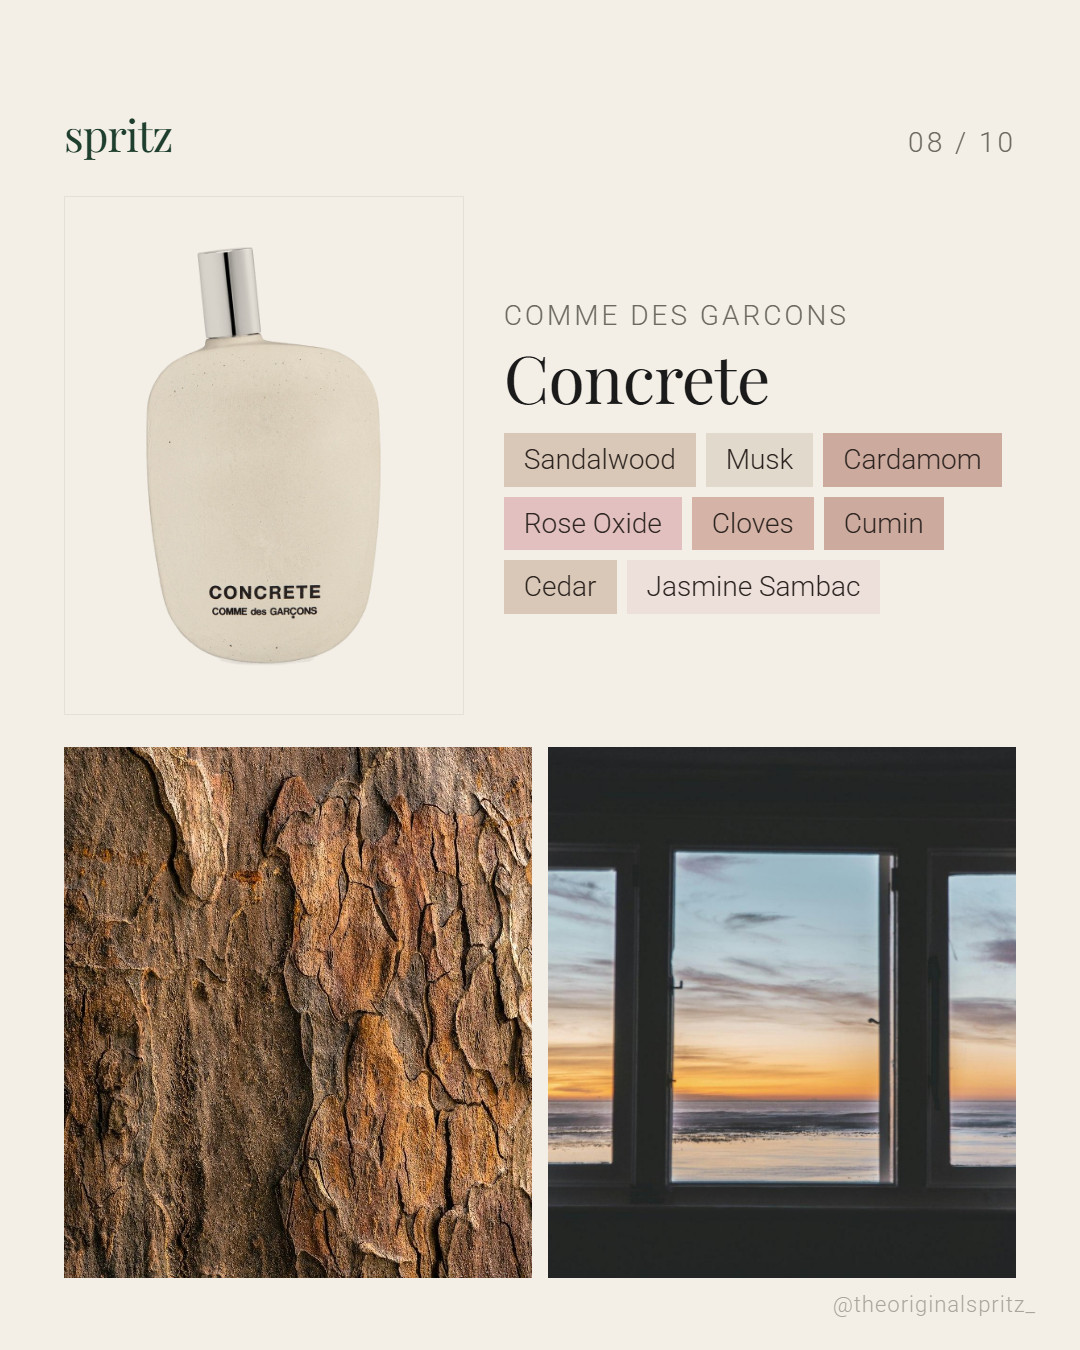 spritz
08 / 10
COMME DES GARCONS
Concrete
Sandalwood Musk Cardamom
Rose Oxide Cloves Cumin
Cedar Jasmine Sambac
CONCRETE
COMME des GARÇONS
@theoriginalspritz_